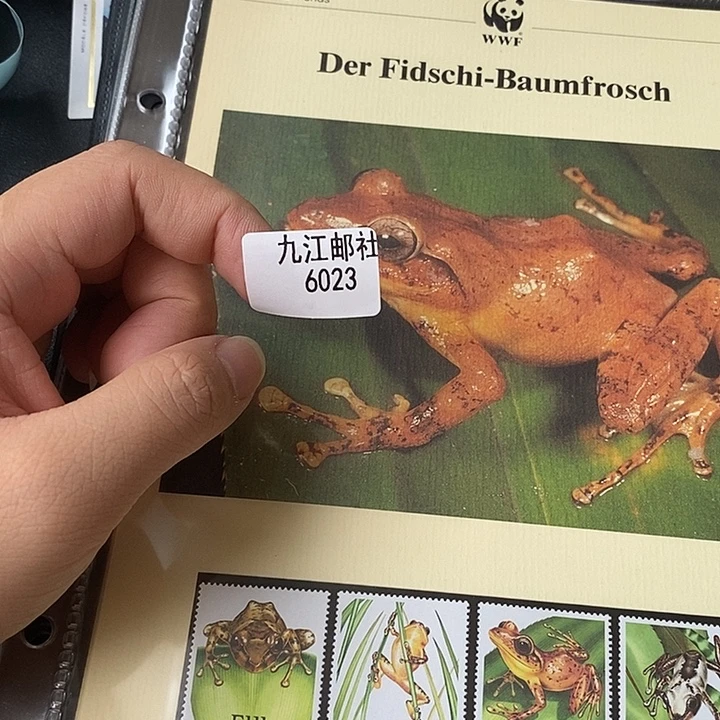 WWF
Der Fidschi-Baumfrosch
九江邮社
6023